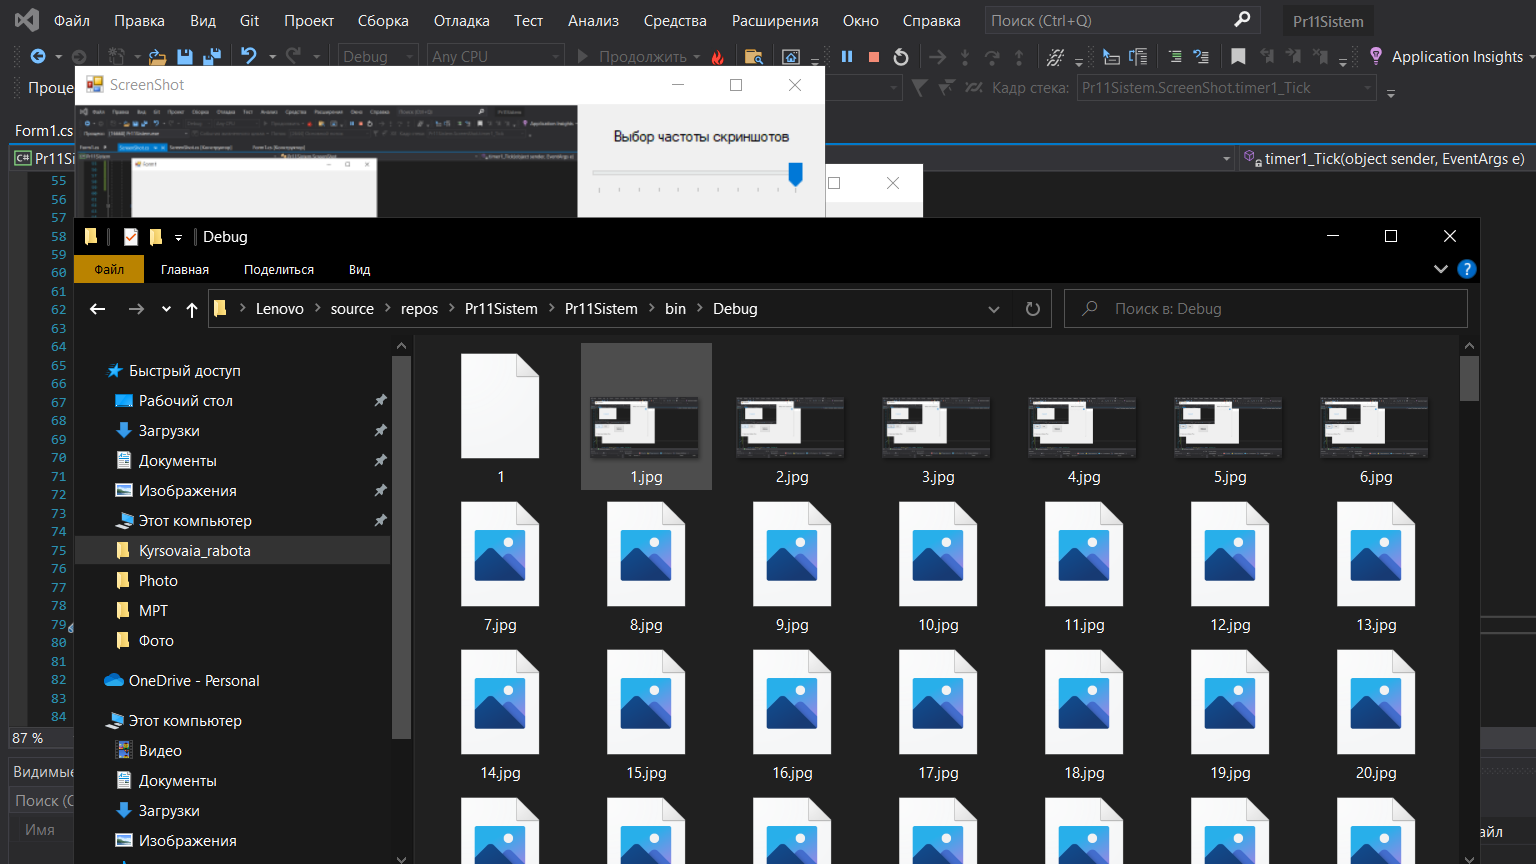 Файл Правка Вид Git Проект Сборка Отладка Тест Анализ Средства Расширения Окно Справка Поиск (Ctrl+Q) Pr11Sistem
Debug Any CPU Продолжить Application Insights
Проце
ScreenShot
Кадр стека: Pr11Sistem.ScreenShot.timer1_Tick
Выбор частоты скриншотов
Form1.cs
C# Pr11Si
timer1_Tick(object sender, EventArgs e)
55
56
57
58
59
60
61
62
63
64
65
66
67
68
69
70
71
72
73
74
75
76
77
78
79
80
81
82
83
84
87 %
Видимые
Поиск (C
Имя
айл
Debug
Файл Главная Поделиться Вид
Lenovo source repos Pr11Sistem Pr11Sistem bin Debug
Поиск в: Debug
Быстрый доступ
Рабочий стол
Загрузки
Документы
Изображения
Этот компьютер
Kyrsovaia_rabota
Photo
МРТ
Фото
OneDrive - Personal
Этот компьютер
Видео
Документы
Загрузки
Изображения
1 1.jpg 2.jpg 3.jpg 4.jpg 5.jpg 6.jpg
7.jpg 8.jpg 9.jpg 10.jpg 11.jpg 12.jpg 13.jpg
14.jpg 15.jpg 16.jpg 17.jpg 18.jpg 19.jpg 20.jpg